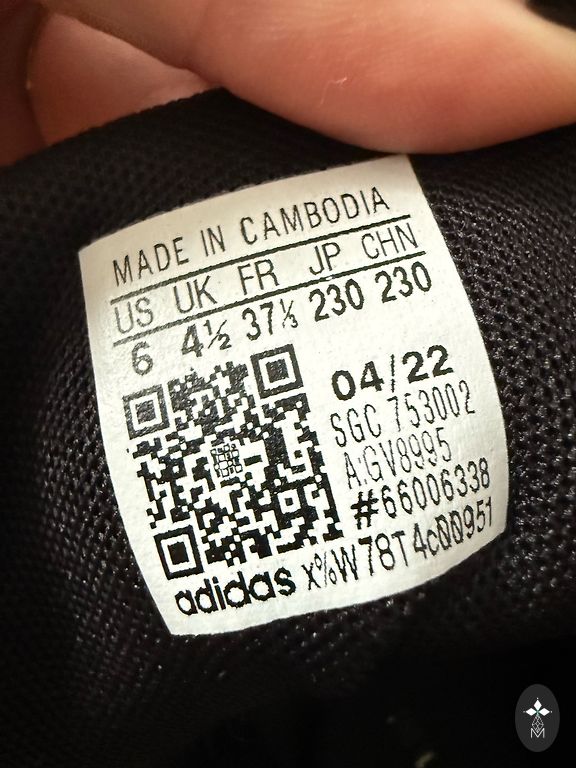 MADE IN CAMBODIA
US UK FR JP CHN
6 4½ 37⅓ 230 230
04/22
SGC 753002
A:GV8995
#66006338
adidas x%W78T4c00951
M